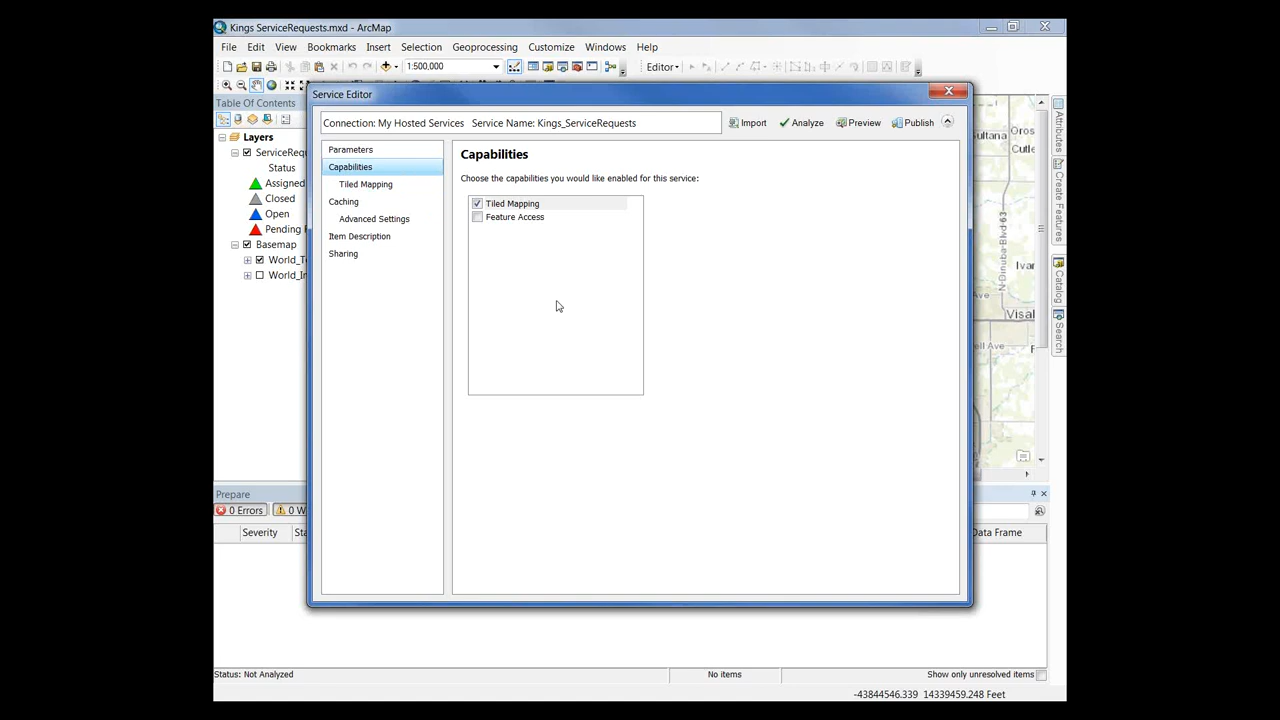 Kings ServiceRequests.mxd - ArcMap
File Edit View Bookmarks Insert Selection Geoprocessing Customize Windows Help
1:500,000 Editor
Table Of Contents
Layers
Status
Assigned
Closed
Open
Basemap
Service Editor
Connection: My Hosted Services Service Name: Kings_ServiceRequests
Import Analyze Preview Publish
Parameters
Capabilities
Tiled Mapping
Caching
Advanced Settings
Item Description
Sharing
Capabilities
Choose the capabilities you would like enabled for this service:
Tiled Mapping
Feature Access
N Dinuba Blvd 63
Attributes
Create Features
Catalog
Search
Prepare
0 Errors
Severity
Data Frame
Status: Not Analyzed No items Show only unresolved items
-43844546.339 14339459.248 Feet